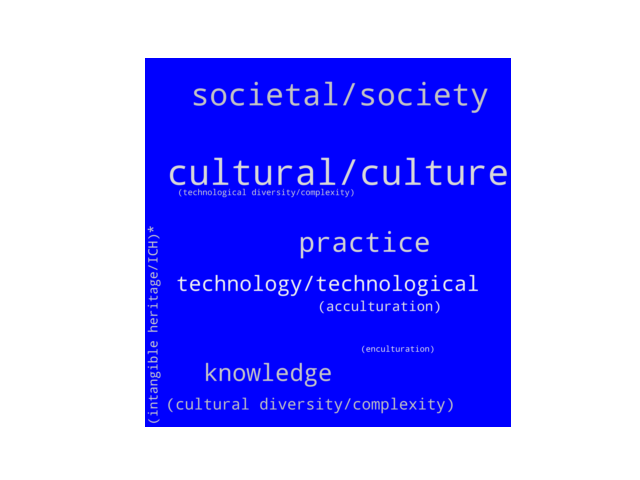 societal/society
cultural/culture
(technological diversity/complexity)
practice
technology/technological
(acculturation)
(enculturation)
knowledge
(cultural diversity/complexity)
(intangible heritage/ICH)*